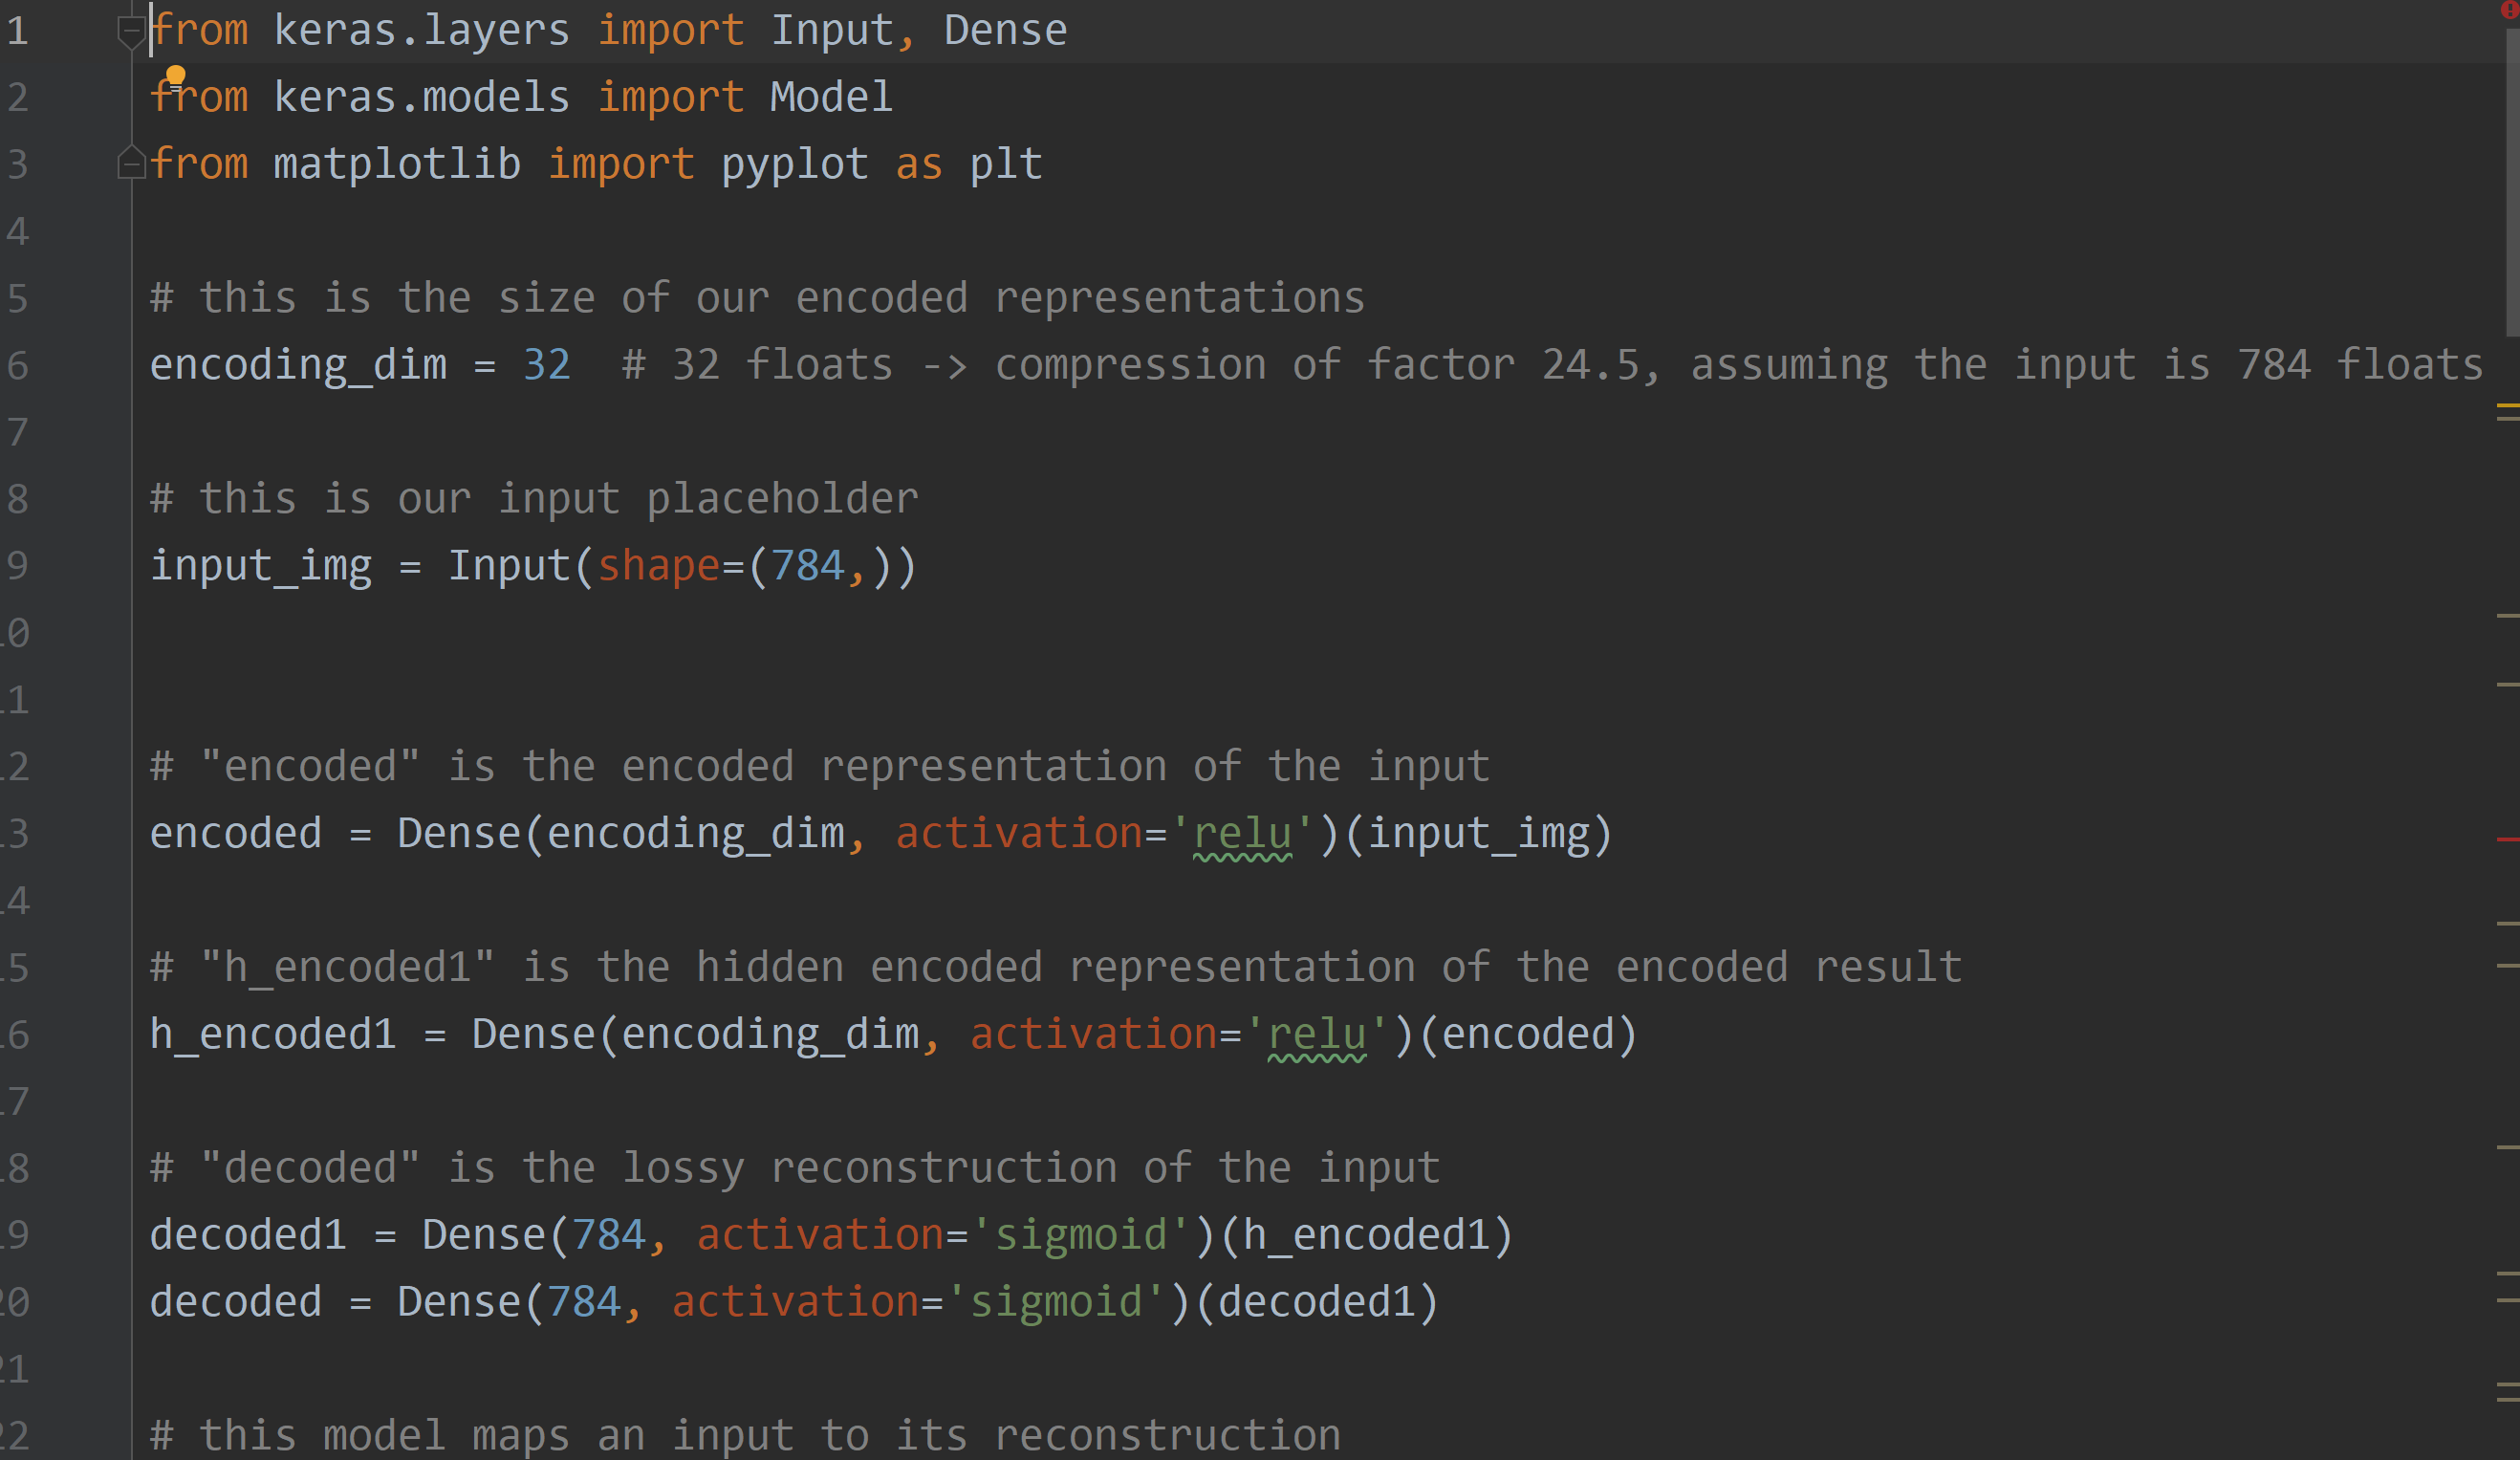 1 from keras.layers import Input, Dense
2 from keras.models import Model
3 from matplotlib import pyplot as plt
4
5 # this is the size of our encoded representations
6 encoding_dim = 32  # 32 floats -> compression of factor 24.5, assuming the input is 784 floats
7
8 # this is our input placeholder
9 input_img = Input(shape=(784,))
10
11
12 # "encoded" is the encoded representation of the input
13 encoded = Dense(encoding_dim, activation='relu')(input_img)
14
15 # "h_encoded1" is the hidden encoded representation of the encoded result
16 h_encoded1 = Dense(encoding_dim, activation='relu')(encoded)
17
18 # "decoded" is the lossy reconstruction of the input
19 decoded1 = Dense(784, activation='sigmoid')(h_encoded1)
20 decoded = Dense(784, activation='sigmoid')(decoded1)
21
22 # this model maps an input to its reconstruction